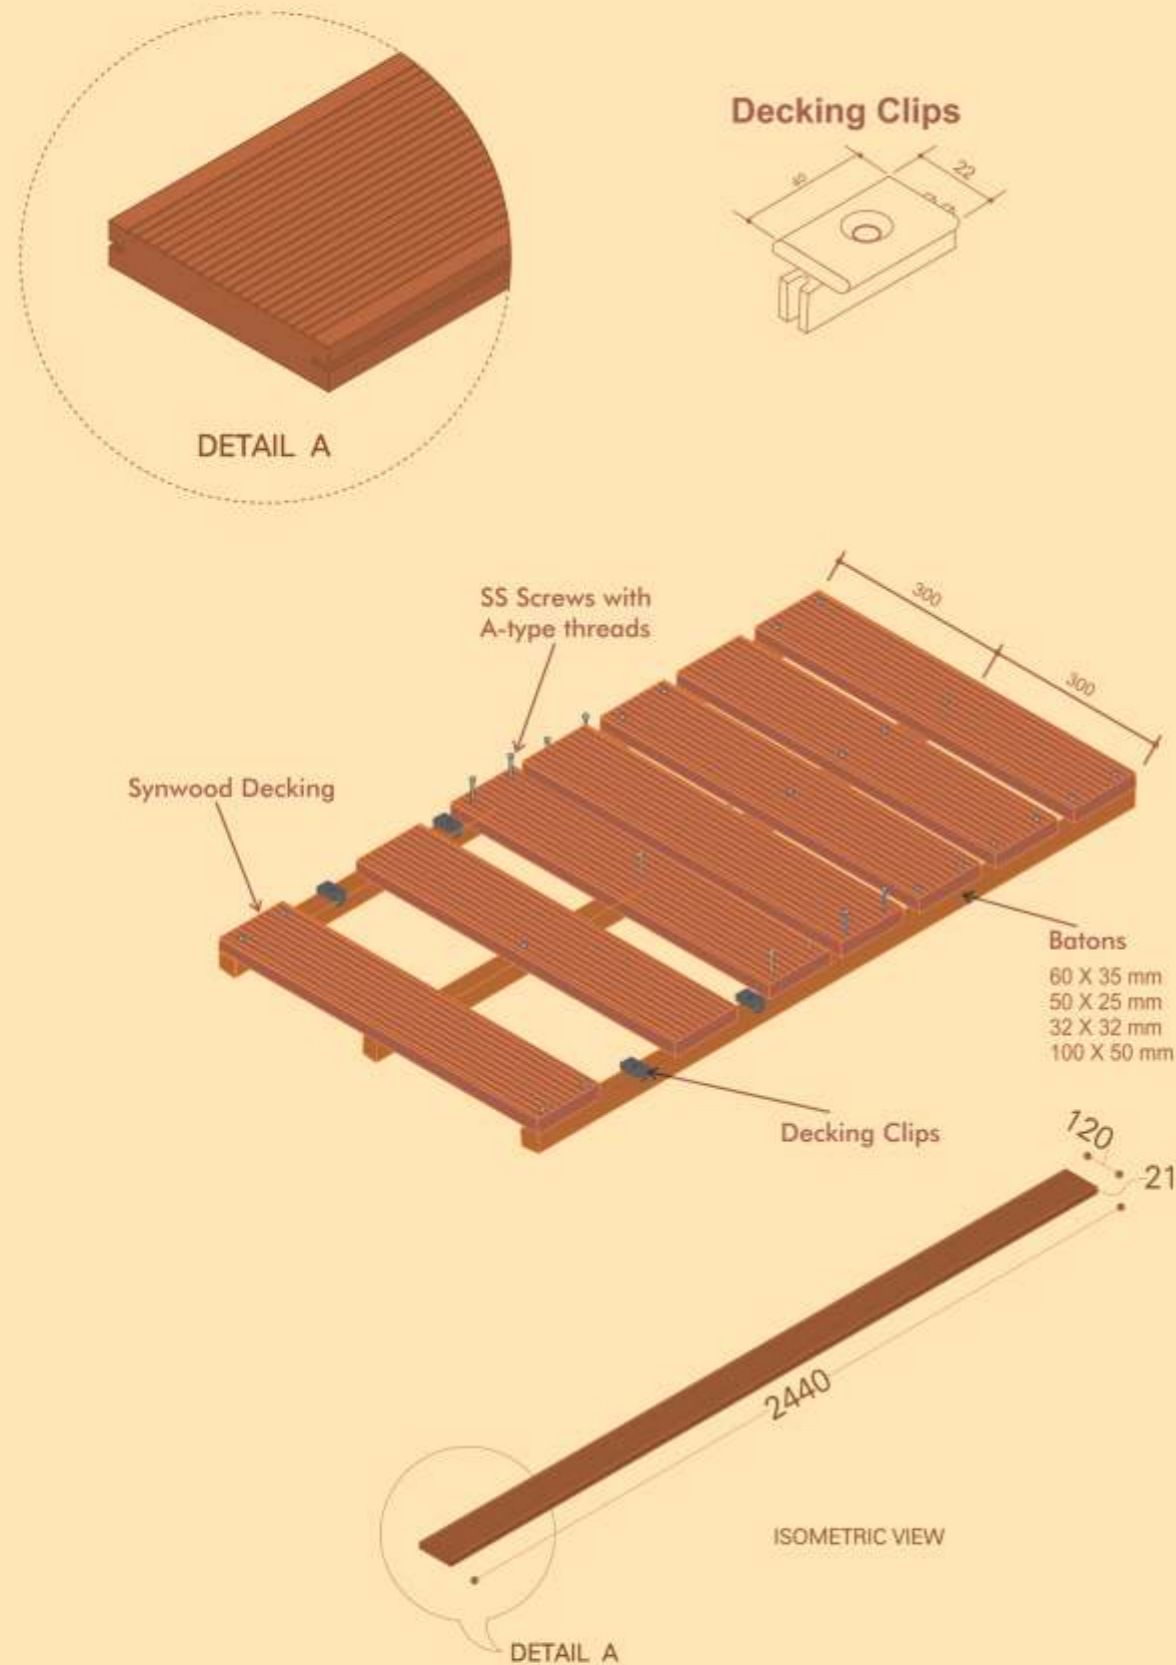 Decking Clips
40
22
DETAIL A
SS Screws with
A-type threads
300
300
Synwood Decking
Batons
60 X 35 mm
50 X 25 mm
32 X 32 mm
100 X 50 mm
Decking Clips
120
21
2440
ISOMETRIC VIEW
DETAIL A